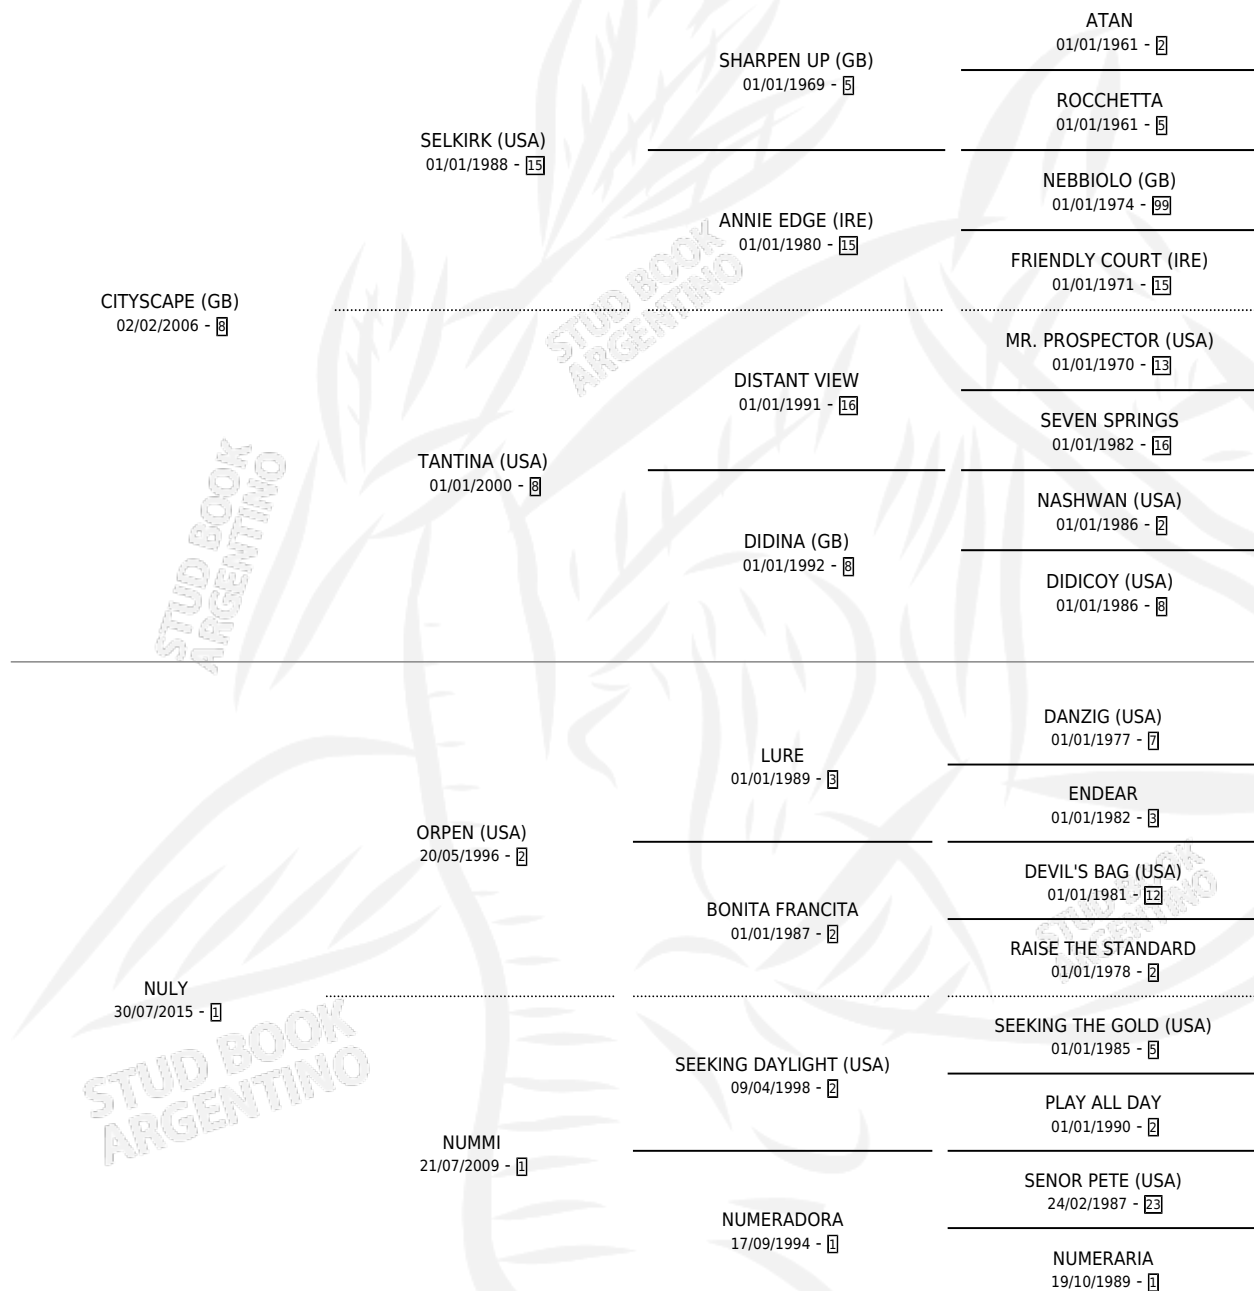 ATAN
01/01/1961 - 2
SHARPEN UP (GB)
01/01/1969 - 5
ROCCHETTA
01/01/1961 - 5
SELKIRK (USA)
01/01/1988 - 15
NEBBIOLO (GB)
01/01/1974 - 99
ANNIE EDGE (IRE)
01/01/1980 - 15
FRIENDLY COURT (IRE)
01/01/1971 - 15
CITYSCAPE (GB)
02/02/2006 - 8
MR. PROSPECTOR (USA)
01/01/1970 - 13
DISTANT VIEW
01/01/1991 - 16
SEVEN SPRINGS
01/01/1982 - 16
TANTINA (USA)
01/01/2000 - 8
NASHWAN (USA)
01/01/1986 - 2
DIDINA (GB)
01/01/1992 - 8
DIDICOY (USA)
01/01/1986 - 8
DANZIG (USA)
01/01/1977 - 7
LURE
01/01/1989 - 3
ENDEAR
01/01/1982 - 3
ORPEN (USA)
20/05/1996 - 2
DEVIL'S BAG (USA)
01/01/1981 - 12
BONITA FRANCITA
01/01/1987 - 2
RAISE THE STANDARD
01/01/1978 - 2
NULY
30/07/2015 - 1
SEEKING THE GOLD (USA)
01/01/1985 - 5
SEEKING DAYLIGHT (USA)
09/04/1998 - 2
PLAY ALL DAY
01/01/1990 - 2
NUMMI
21/07/2009 - 1
SENOR PETE (USA)
24/02/1987 - 23
NUMERADORA
17/09/1994 - 1
NUMERARIA
19/10/1989 - 1
STUD BOOK
ARGENTINO
STUD BOOK
ARGENTINO
STUD BOOK
ARGENTINO
STUD BOOK
ARGENTINO